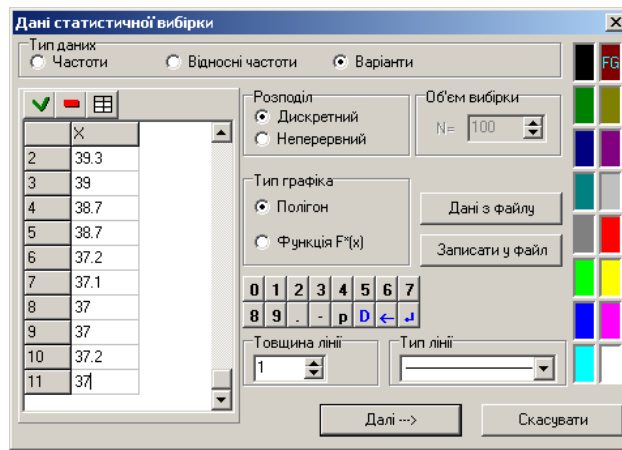 Дані статистичної вибірки
Тип даних
Частоти
Відносні частоти
Варіанти
FG
X
2 39.3
3 39
4 38.7
5 38.7
6 37.2
7 37.1
8 37
9 37
10 37.2
11 37
Розподіл
Дискретний
Неперервний
Об'єм вибірки
N= 100
Тип графіка
Полігон
Функція F*(x)
Дані з файлу
Записати у файл
0 1 2 3 4 5 6 7
8 9 . - p D ← ↲
Товщина лінії
1
Тип лінії
Далі --->
Скасувати